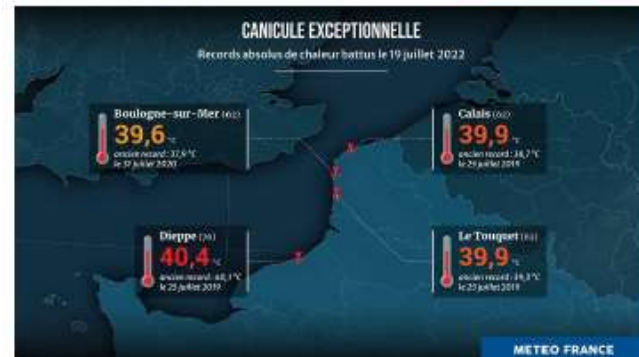 CANICULE EXCEPTIONNELLE
Records absolus de chaleur battus le 19 juillet 2022
Boulogne-sur-Mer (62)
39,6 °C
ancien record : 37,9 °C
le 31 juillet 2020
Calais (62)
39,9 °C
ancien record : 38,7 °C
le 25 juillet 2019
Dieppe (76)
40,4 °C
ancien record : 40,1 °C
le 25 juillet 2019
Le Touquet (62)
39,9 °C
ancien record : 39,3 °C
le 25 juillet 2019
METEO FRANCE